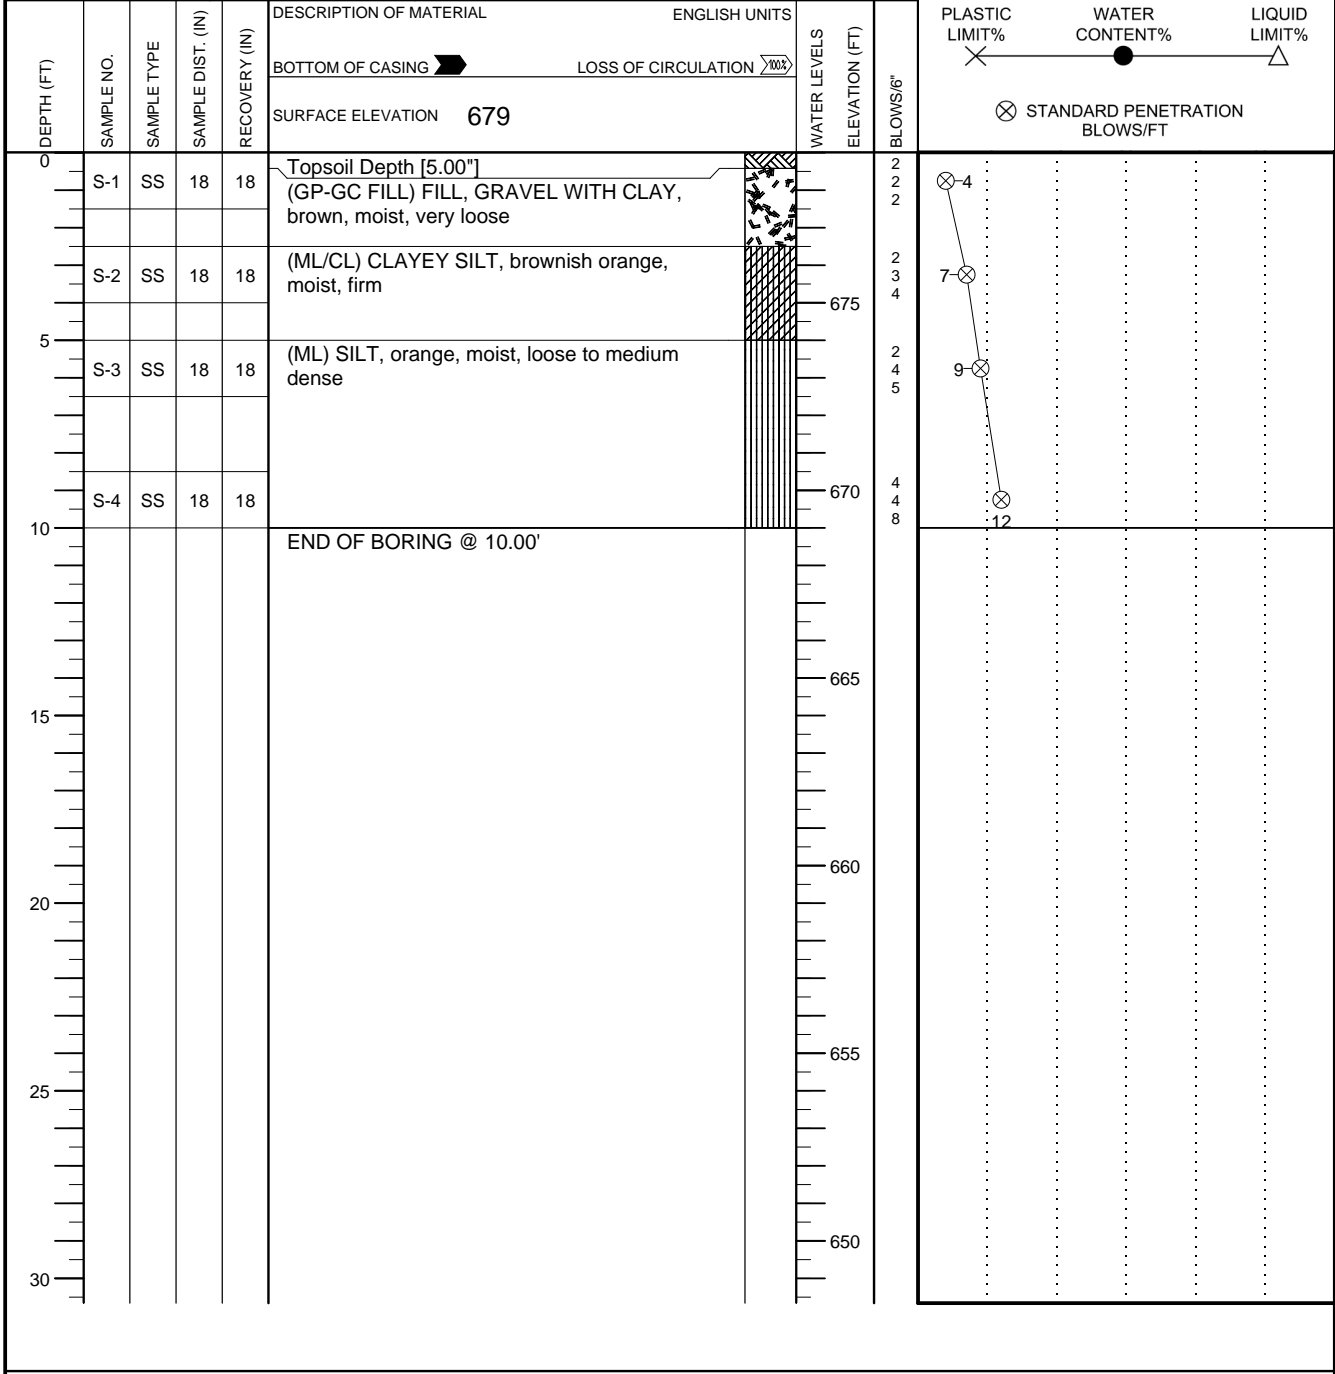 DEPTH (FT)
SAMPLE NO.
SAMPLE TYPE
SAMPLE DIST. (IN)
RECOVERY (IN)
DESCRIPTION OF MATERIAL
ENGLISH UNITS
BOTTOM OF CASING
LOSS OF CIRCULATION
100%
SURFACE ELEVATION 679
WATER LEVELS
ELEVATION (FT)
BLOWS/6"
PLASTIC
LIMIT%
WATER
CONTENT%
LIQUID
LIMIT%
STANDARD PENETRATION
BLOWS/FT
0
S-1 SS 18 18
Topsoil Depth [5.00"]
(GP-GC FILL) FILL, GRAVEL WITH CLAY,
brown, moist, very loose
2
2
2
4
S-2 SS 18 18
(ML/CL) CLAYEY SILT, brownish orange,
moist, firm
675
2
3
4
7
5
S-3 SS 18 18
(ML) SILT, orange, moist, loose to medium
dense
2
4
5
9
S-4 SS 18 18
670
4
4
8
12
10
END OF BORING @ 10.00'
665
15
660
20
655
25
650
30